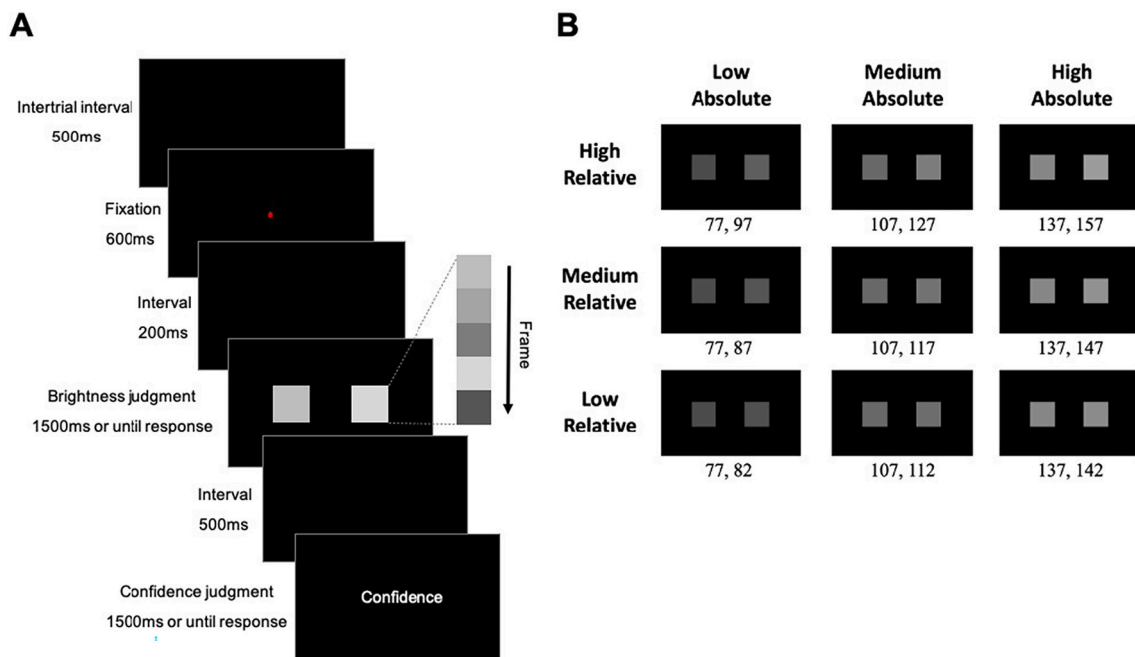 A
Intertrial interval
500ms
Fixation
600ms
Interval
200ms
Frame
Brightness judgment
1500ms or until response
Interval
500ms
Confidence judgment
1500ms or until response
Confidence
B
Low
Absolute
Medium
Absolute
High
Absolute
High
Relative
77, 97
107, 127
137, 157
Medium
Relative
77, 87
107, 117
137, 147
Low
Relative
77, 82
107, 112
137, 142